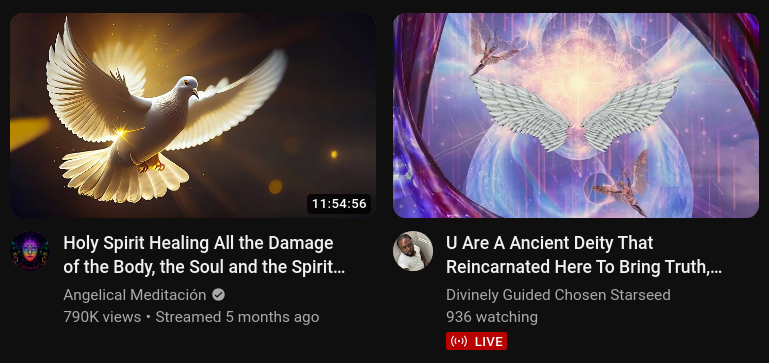 11:54:56
Holy Spirit Healing All the Damage
of the Body, the Soul and the Spirit...
Angelical Meditación
790K views • Streamed 5 months ago
U Are A Ancient Deity That
Reincarnated Here To Bring Truth,...
Divinely Guided Chosen Starseed
936 watching
LIVE